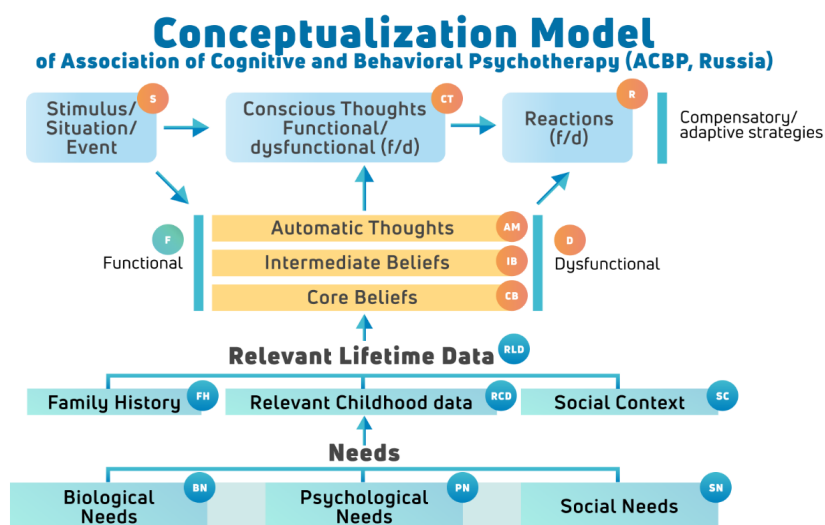 Conceptualization Model
of Association of Cognitive and Behavioral Psychotherapy (ACBP, Russia)
S
Stimulus/
Situation/
Event
CT
Conscious Thoughts
Functional/
dysfunctional (f/d)
R
Reactions
(f/d)
Compensatory/
adaptive strategies
F
Functional
Automatic Thoughts
AM
Intermediate Beliefs
IB
Core Beliefs
CB
D
Dysfunctional
Relevant Lifetime Data
RLD
Family History
FH
Relevant Childhood data
RCD
Social Context
SC
Needs
Biological
Needs
BN
Psychological
Needs
PN
Social Needs
SN